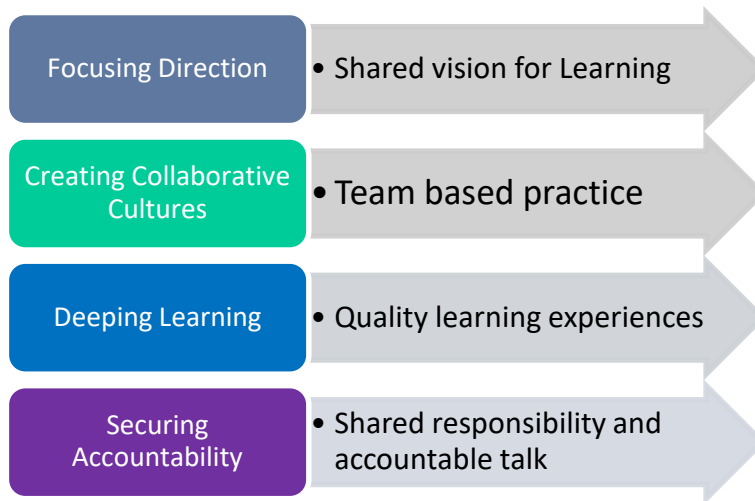 Focusing Direction
• Shared vision for Learning
Creating Collaborative
Cultures
• Team based practice
Deeping Learning
• Quality learning experiences
Securing
Accountability
• Shared responsibility and
accountable talk